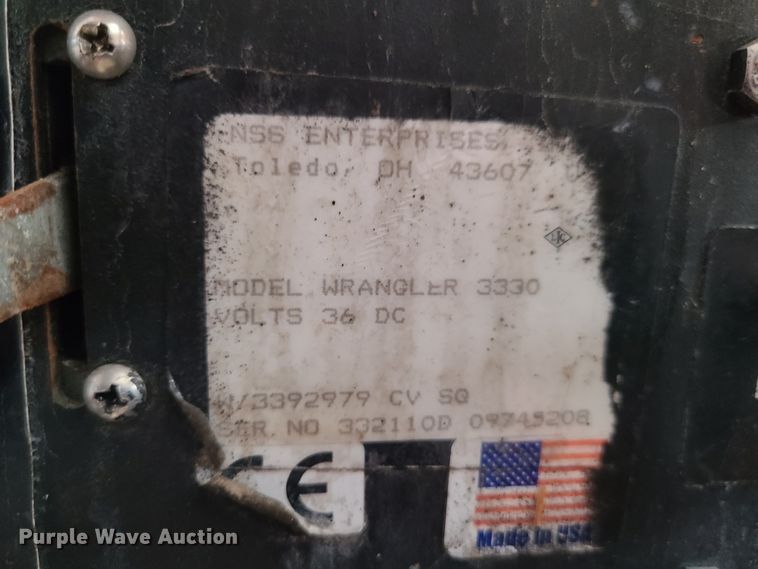 NSS ENTERPRISES,
Toledo, OH 43607 U
MODEL WRANGLER 3330
VOLTS 36 DC
W/3392979 CV SQ
SER. NO 332110D 09745208
CE
Made in USA
Purple Wave Auction